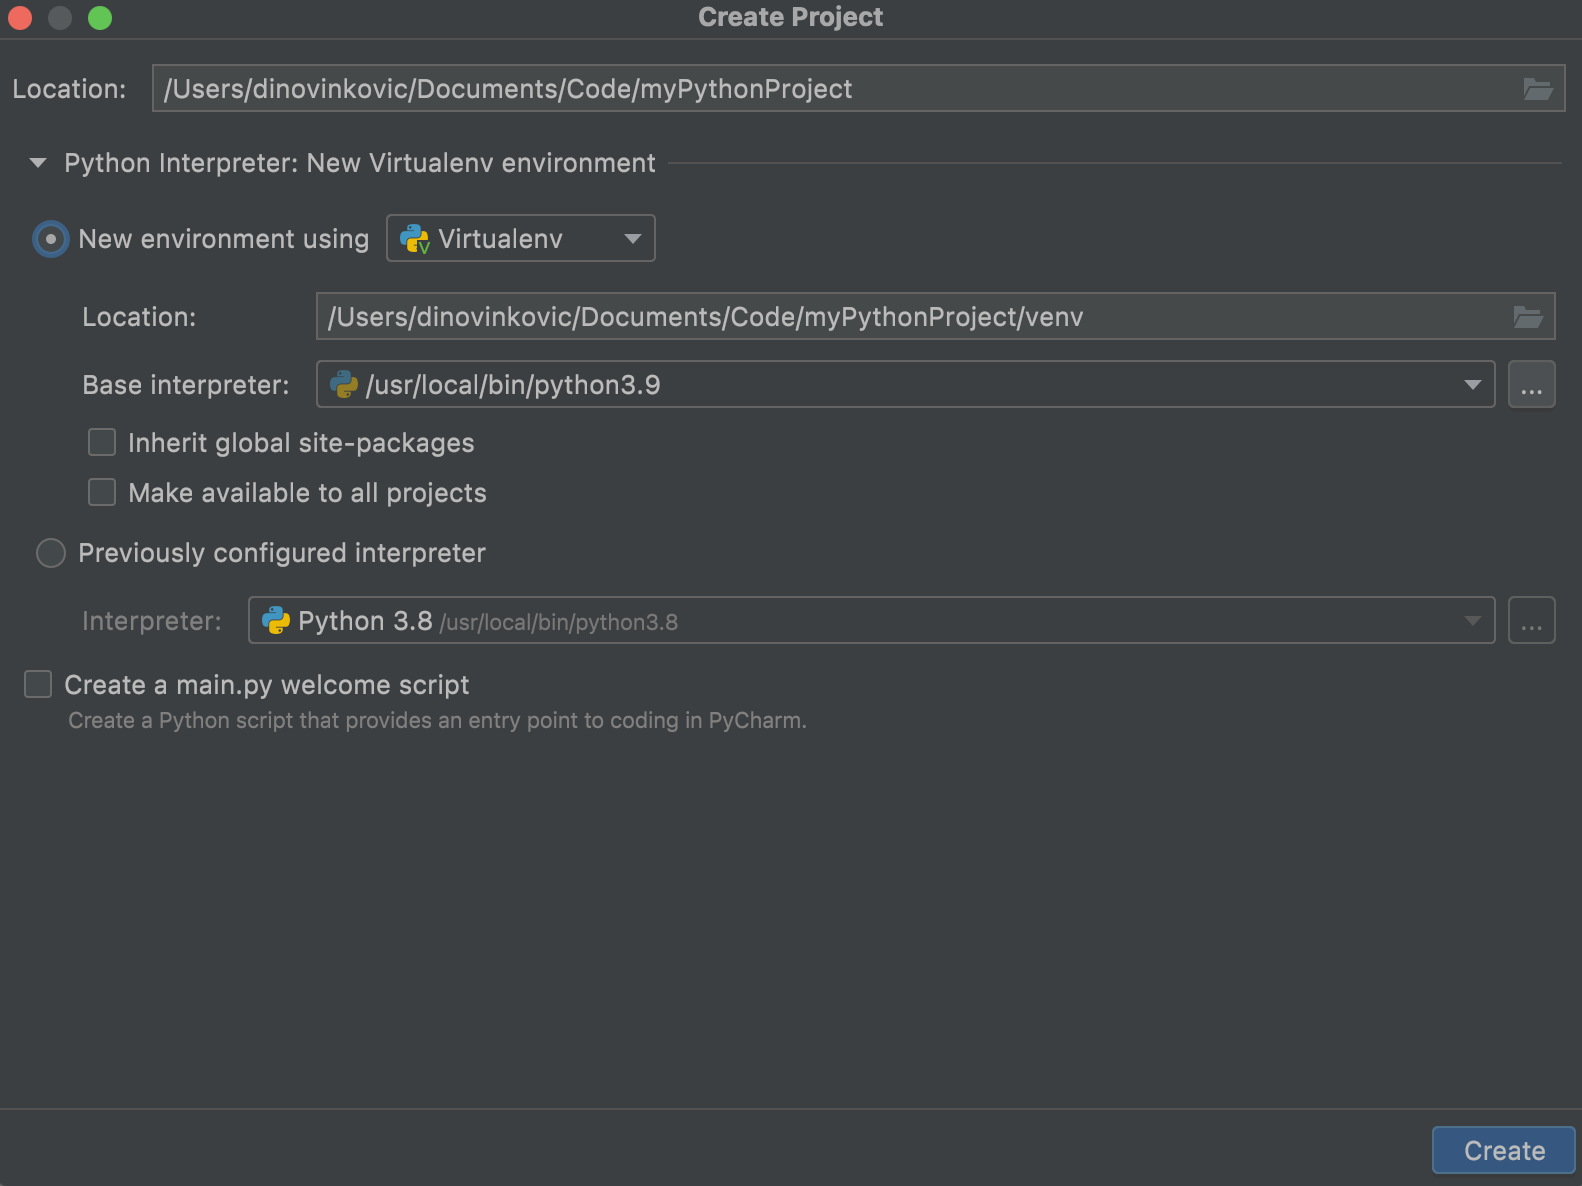 Create Project
Location: /Users/dinovinkovic/Documents/Code/myPythonProject
Python Interpreter: New Virtualenv environment
New environment using V Virtualenv
Location: /Users/dinovinkovic/Documents/Code/myPythonProject/venv
Base interpreter: /usr/local/bin/python3.9 ...
Inherit global site-packages
Make available to all projects
Previously configured interpreter
Interpreter: Python 3.8 /usr/local/bin/python3.8 ...
Create a main.py welcome script
Create a Python script that provides an entry point to coding in PyCharm.
Create